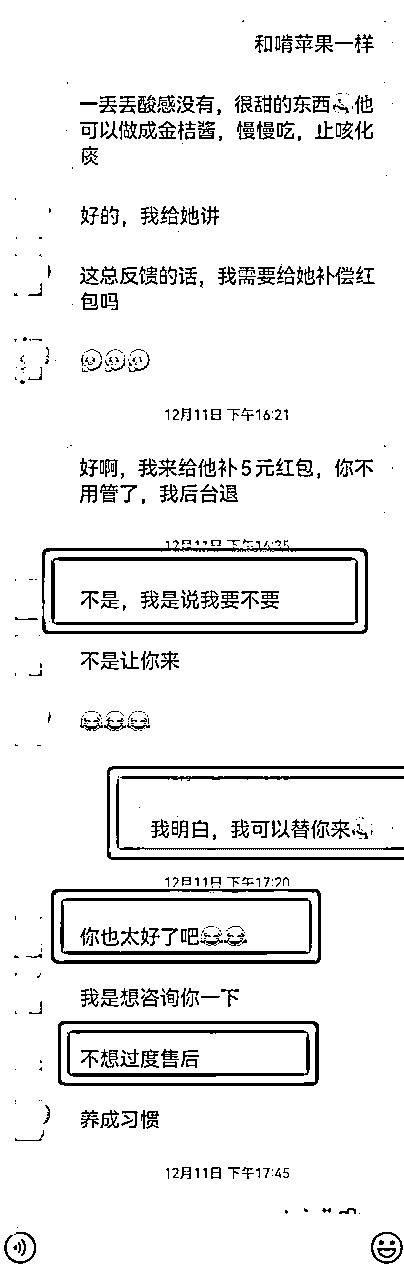 和啃苹果一样
一丢丢酸感没有，很甜的东西他
可以做成金桔酱，慢慢吃，止咳化
痰
好的，我给她讲
这总反馈的话，我需要给她补偿红
包吗
12月11日 下午16:21
好啊，我来给他补5元红包，你不
用管了，我后台退
12月11日 下午16:35
不是，我是说我要不要
不是让你来
我明白，我可以替你来
12月11日 下午17:20
你也太好了吧
我是想咨询你一下
不想过度售后
养成习惯
12月11日 下午17:45